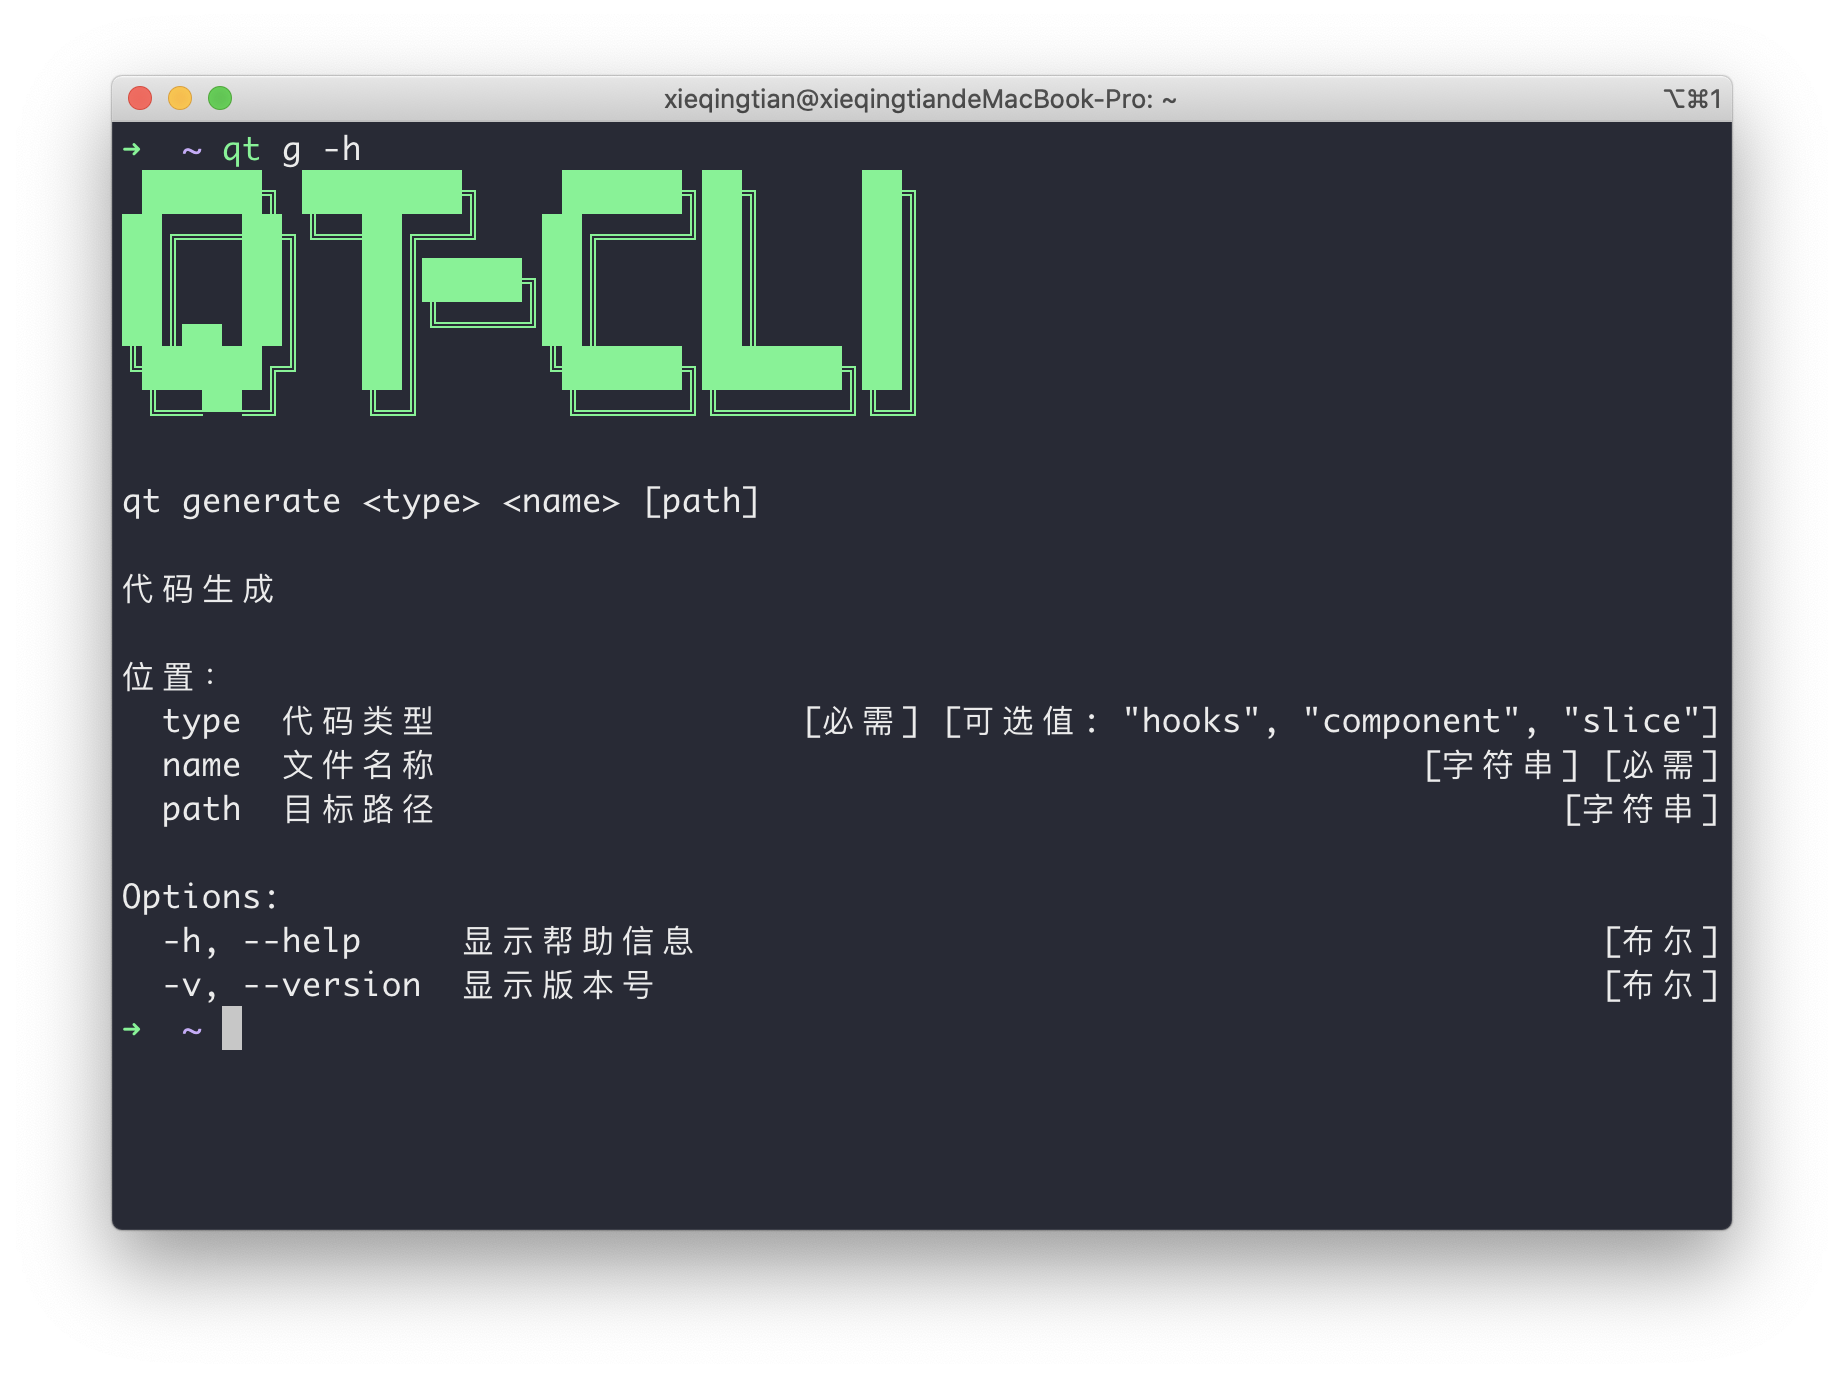 xieqingtian@xieqingtiandeMacBook-Pro: ~ ⌥⌘1
➜ ~ qt g -h
QT-CLI
qt generate <type> <name> [path]
代码生成
位置：
type 代码类型 [必需] [可选值: "hooks", "component", "slice"]
name 文件名称 [字符串] [必需]
path 目标路径 [字符串]
Options:
-h, --help 显示帮助信息 [布尔]
-v, --version 显示版本号 [布尔]
➜ ~